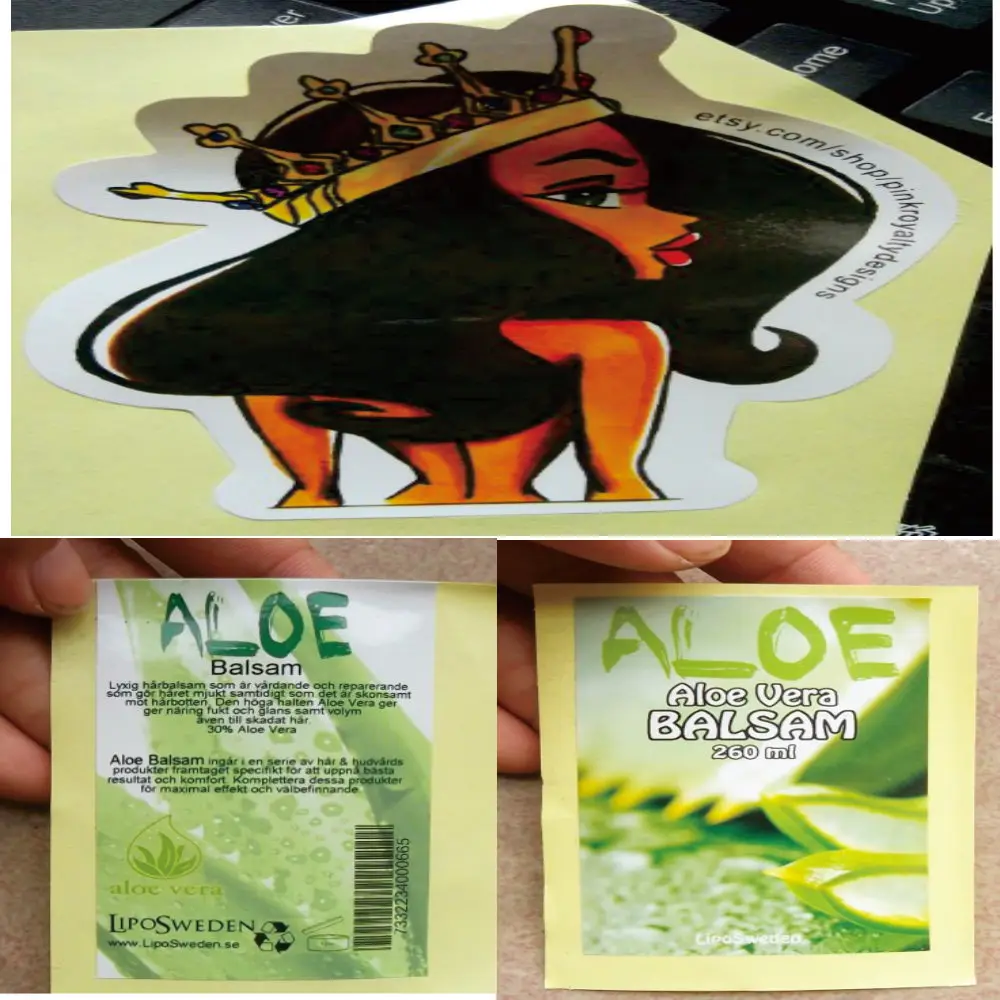 ver
ome
Up
etsy.com/shop/pinkroyaltydesigns
ALOE
Balsam
Lyxig hårbalsam som är vårdande och reparerande
som gör håret mjukt samtidigt som det är skonsamt
mot hårbotten. Den höga halten Aloe Vera ger
ger näring fukt och glans samt volym
även till skadat hår.
30% Aloe Vera
Aloe Balsam ingår i en serie av hår & hudvårds
produkter framtaget specifikt för att uppnå bästa
resultat och komfort. Komplettera dessa produkter
för maximal effekt och välbefinnande
aloe vera
LIPOSWEDEN
www.LipoSweden.se
7332234000665
ALOE
Aloe Vera
BALSAM
260 ml
LipoSweden